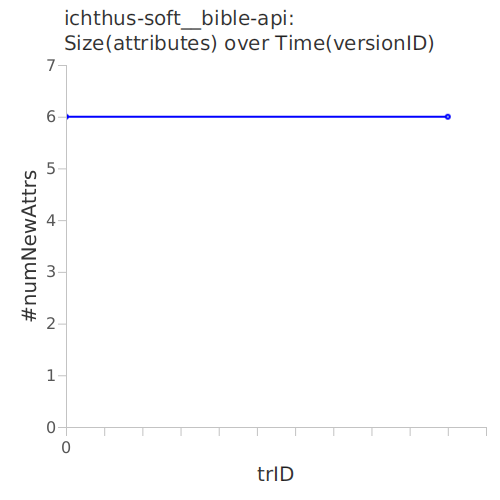 ichthus-soft__bible-api:
Size(attributes) over Time(versionID)
7
6
5
4
3
2
1
0
#numNewAttrs
0
trID